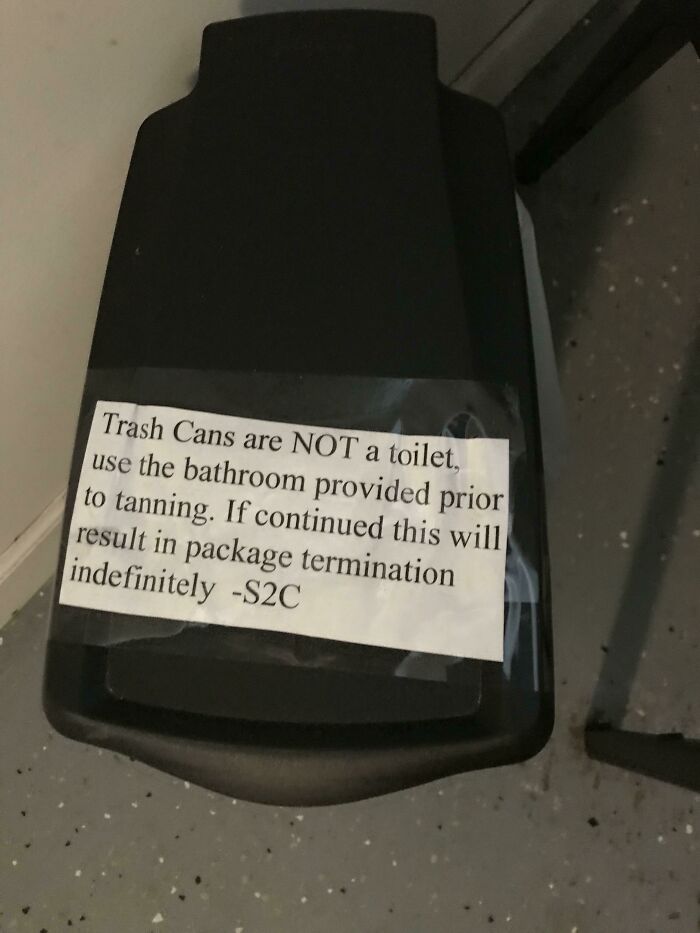 Trash Cans are NOT a toilet,
use the bathroom provided prior
to tanning. If continued this will
result in package termination
indefinitely -S2C